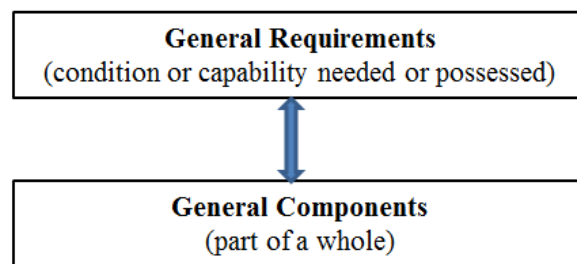 General Requirements
(condition or capability needed or possessed)
General Components
(part of a whole)